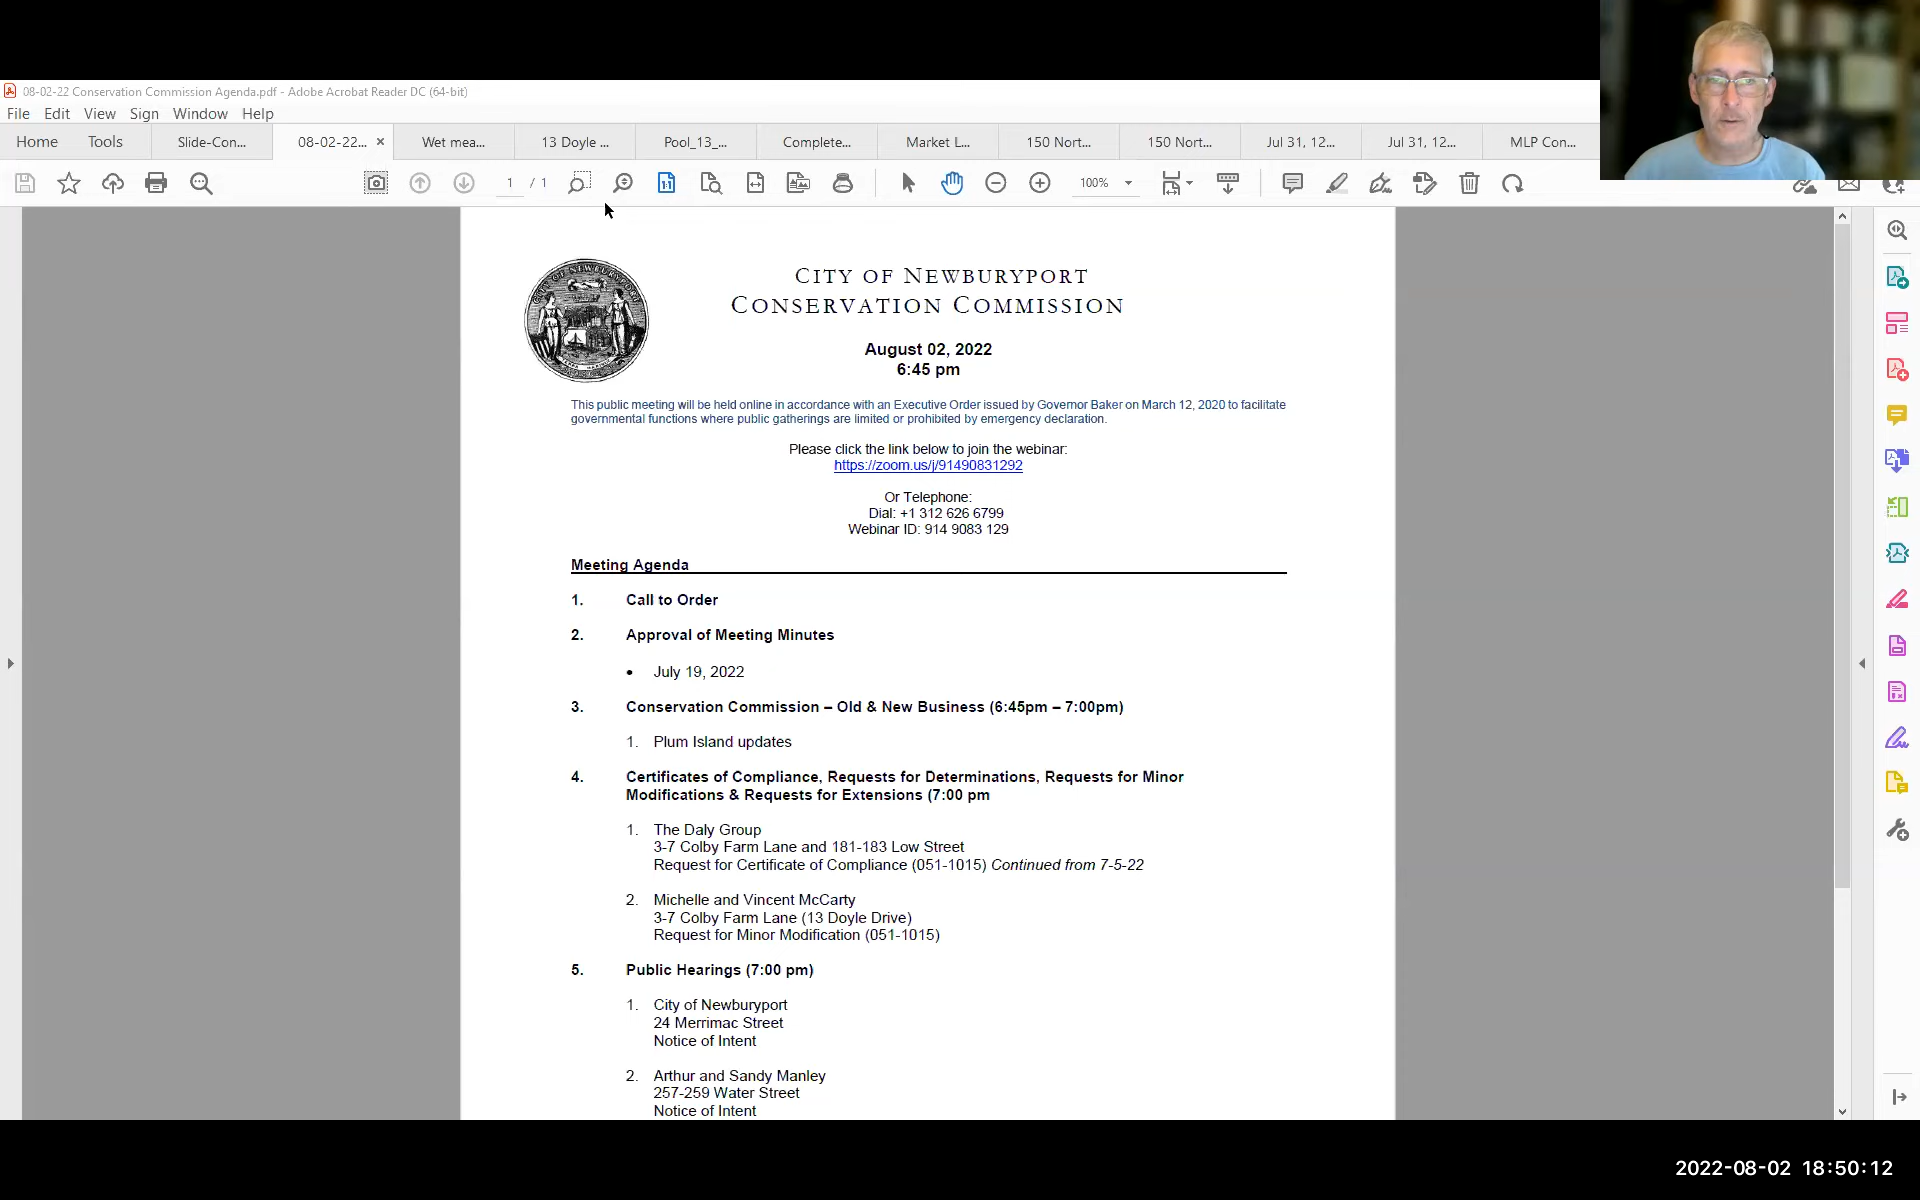 08-02-22 Conservation Commission Agenda.pdf - Adobe Acrobat Reader DC (64-bit)
File Edit View Sign Window Help
Home Tools Slide-Con... 08-02-22... × Wet mea... 13 Doyle ... Pool_13_... Complete... Market L... 150 Nort... 150 Nort... Jul 31, 12... Jul 31, 12... MLP Con...
1 / 1 100%
CITY OF NEWBURYPORT
CONSERVATION COMMISSION
August 02, 2022
6:45 pm
This public meeting will be held online in accordance with an Executive Order issued by Governor Baker on March 12, 2020 to facilitate
governmental functions where public gatherings are limited or prohibited by emergency declaration.
Please click the link below to join the webinar:
https://zoom.us/j/91490831292
Or Telephone:
Dial: +1 312 626 6799
Webinar ID: 914 9083 129
Meeting Agenda
1. Call to Order
2. Approval of Meeting Minutes
• July 19, 2022
3. Conservation Commission – Old & New Business (6:45pm – 7:00pm)
1. Plum Island updates
4. Certificates of Compliance, Requests for Determinations, Requests for Minor
Modifications & Requests for Extensions (7:00 pm
1. The Daly Group
3-7 Colby Farm Lane and 181-183 Low Street
Request for Certificate of Compliance (051-1015) Continued from 7-5-22
2. Michelle and Vincent McCarty
3-7 Colby Farm Lane (13 Doyle Drive)
Request for Minor Modification (051-1015)
5. Public Hearings (7:00 pm)
1. City of Newburyport
24 Merrimac Street
Notice of Intent
2. Arthur and Sandy Manley
257-259 Water Street
Notice of Intent
2022-08-02 18:50:12